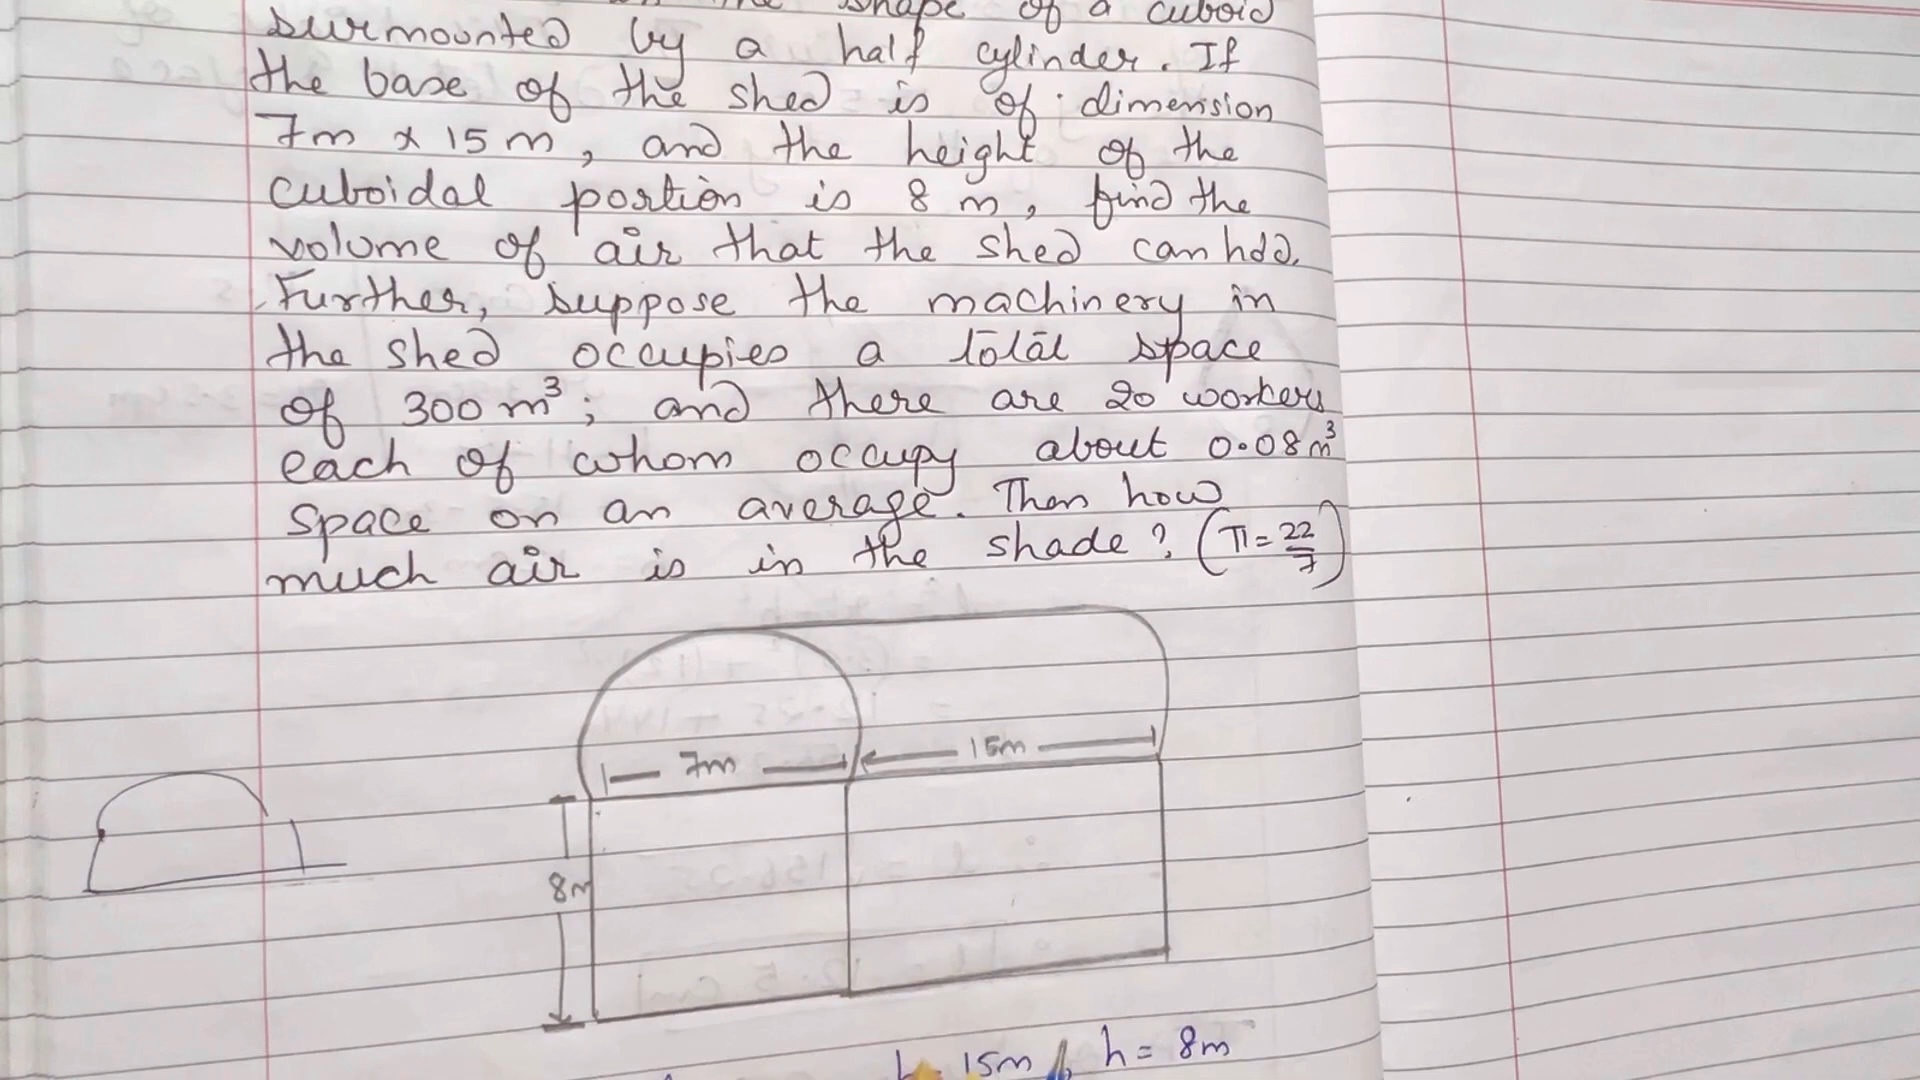 the shape of a cuboid
surmounted by a half cylinder. If
the base of the shed is of dimension
7m x 15 m, and the height of the
cuboidal portion is 8 m, find the
volume of air that the shed can hold.
Further, suppose the machinery in
the shed occupies a total space
of 300 m³; and there are 20 workers
each of whom occupy about 0.08 m³
space on an average. Then how
much air is in the shade? (π = 22/7)
7m 15m
8m
15m, h = 8m